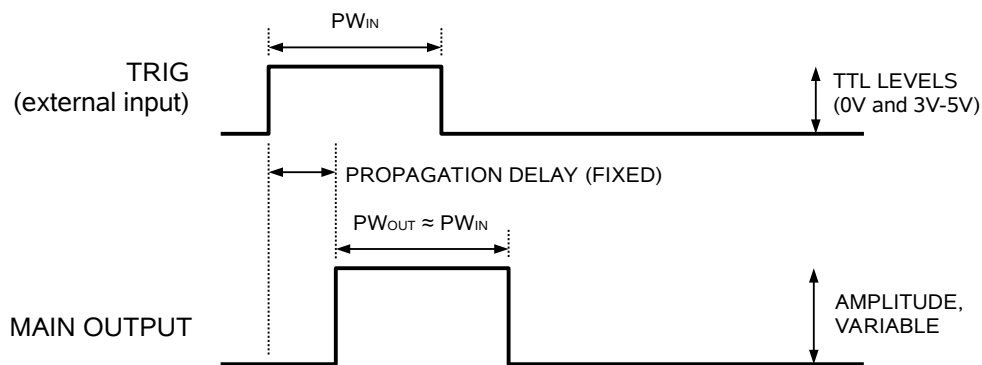 PWIN
TRIG
(external input)
TTL LEVELS
(0V and 3V-5V)
PROPAGATION DELAY (FIXED)
PWOUT ≈ PWIN
MAIN OUTPUT
AMPLITUDE,
VARIABLE